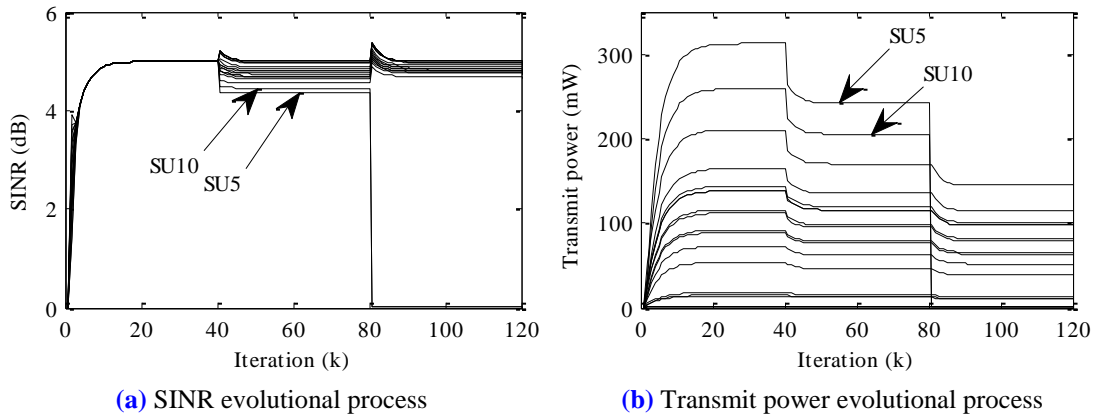 6
4
2
0
SINR (dB)
SU10
SU5
0 20 40 60 80 100 120
Iteration (k)
(a) SINR evolutional process
300
200
100
0
Transmit power (mW)
SU5
SU10
0 20 40 60 80 100 120
Iteration (k)
(b) Transmit power evolutional process